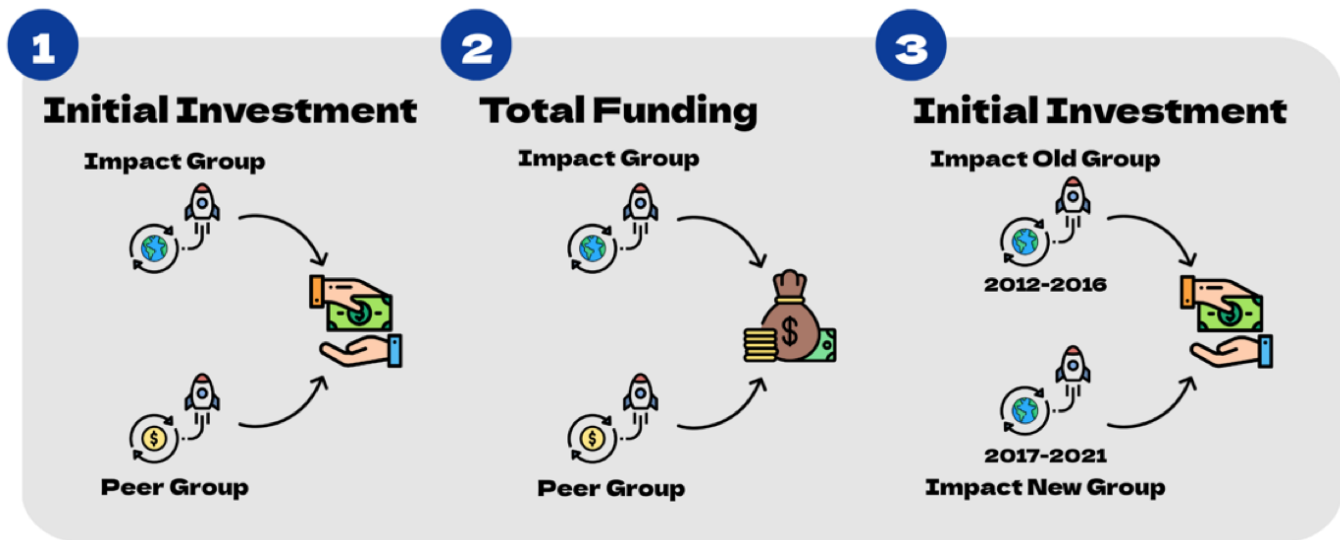 1
Initial Investment
Impact Group
$
$
Peer Group
2
Total Funding
Impact Group
$
$
Peer Group
3
Initial Investment
Impact Old Group
2012-2016
$
2017-2021
Impact New Group